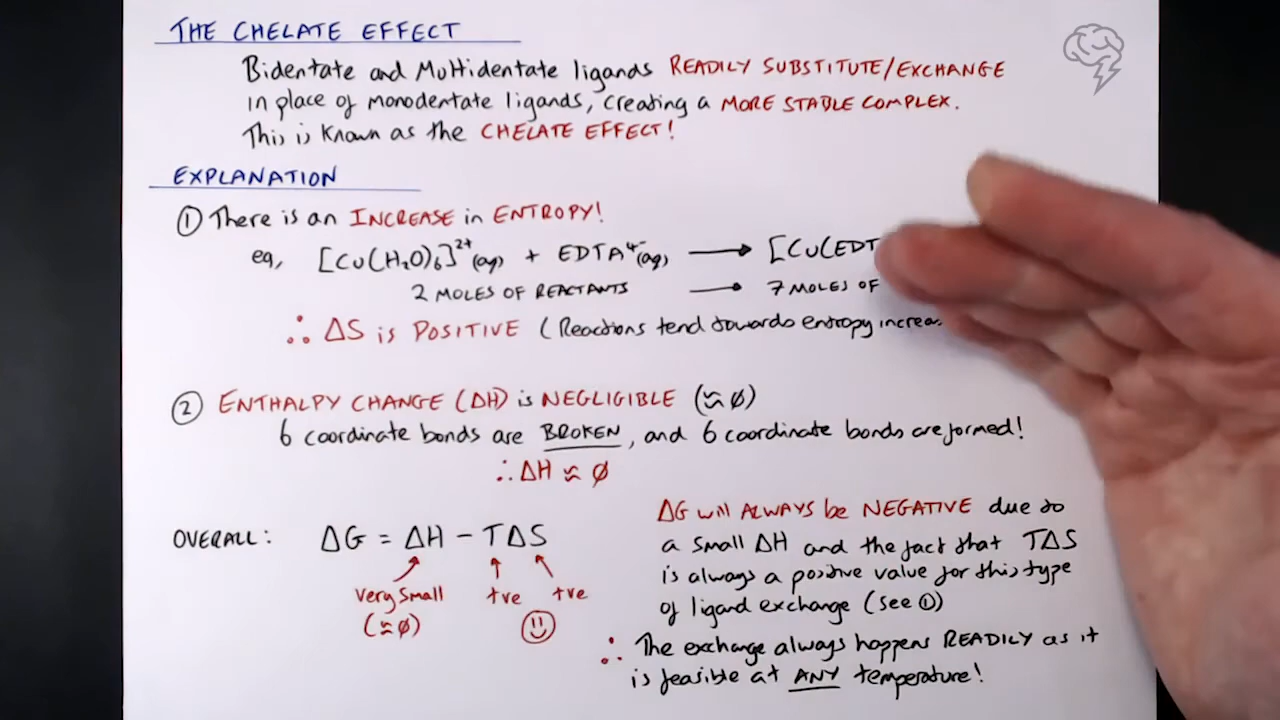 THE CHELATE EFFECT
Bidentate and Multidentate ligands READILY SUBSTITUTE/EXCHANGE
in place of monodentate ligands, creating a MORE STABLE COMPLEX.
This is known as the CHELATE EFFECT!
EXPLANATION
① There is an INCREASE in ENTROPY!
eg, [Cu(H₂O)₆]²⁺(aq) + EDTA⁴⁻(aq) → [Cu(EDT
2 MOLES OF REACTANTS → 7 MOLES OF
∴ ΔS is POSITIVE (Reactions tend towards entropy increa
② ENTHALPY CHANGE (ΔH) is NEGLIGIBLE (≈ 0)
6 coordinate bonds are BROKEN, and 6 coordinate bonds are formed!
∴ ΔH ≈ 0
OVERALL: ΔG = ΔH - TΔS
very small +ve +ve
(≈ 0)
ΔG will ALWAYS be NEGATIVE due to
a small ΔH and the fact that TΔS
is always a positive value for this type
of ligand exchange (see ①)
∴ The exchange always happens READILY as it
is feasible at ANY temperature!